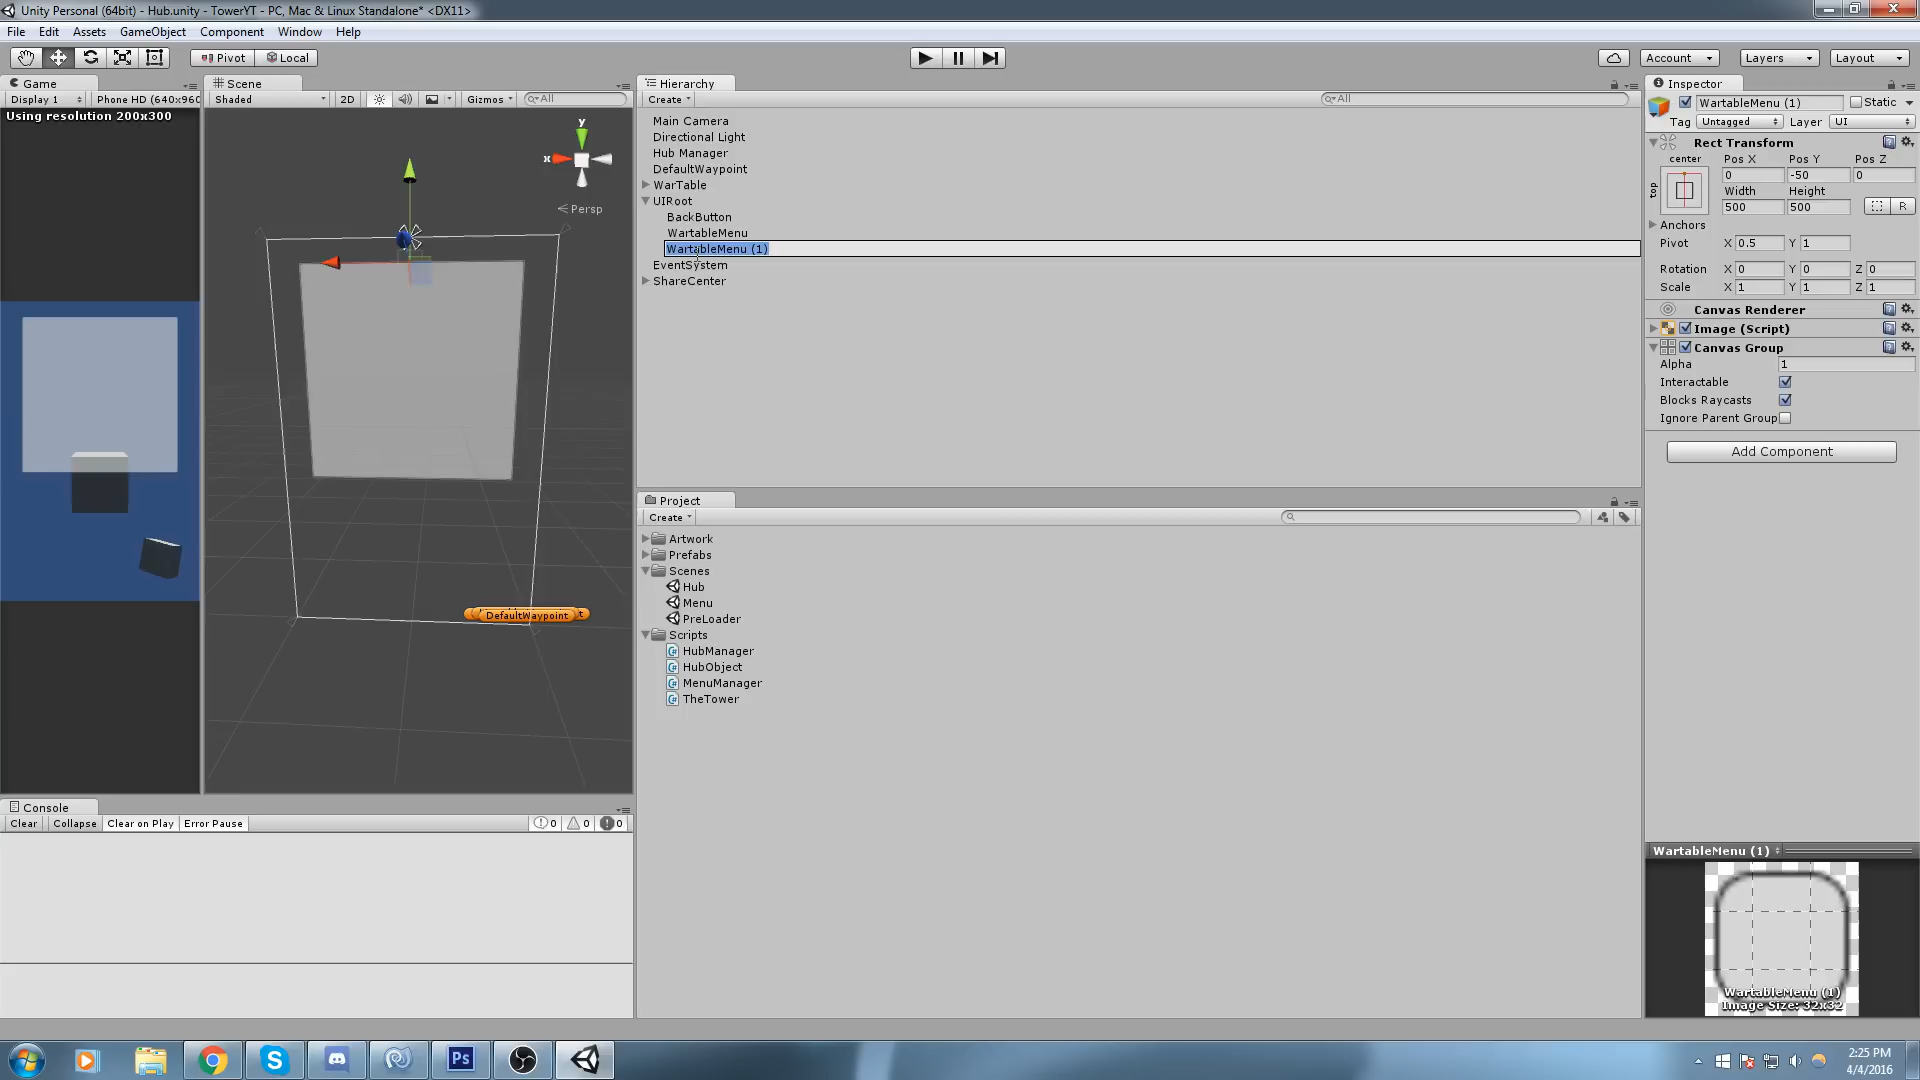 Unity Personal (64bit) - Hub.unity - TowerYT - PC, Mac & Linux Standalone* <DX11>
File Edit Assets GameObject Component Window Help
Pivot Local Account Layers Layout
Game Scene Hierarchy Inspector
Display 1 Phone HD (640x960 Shaded 2D Gizmos All Create All
WartableMenu (1) Static
Using resolution 200x300
Tag Untagged Layer UI
Main Camera
Directional Light
Hub Manager
DefaultWaypoint
WarTable
UIRoot
BackButton
WartableMenu
WartableMenu (1)
EventSystem
ShareCenter
y
x
Persp
Rect Transform
center Pos X Pos Y Pos Z
top 0 -50 0
Width Height
500 500 R
Anchors
Pivot X 0.5 Y 1
Rotation X 0 Y 0 Z 0
Scale X 1 Y 1 Z 1
Canvas Renderer
Image (Script)
Canvas Group
Alpha 1
Interactable
Blocks Raycasts
Ignore Parent Group
Add Component
DefaultWaypoint t
Project
Create
Artwork
Prefabs
Scenes
Hub
Menu
PreLoader
Scripts
HubManager
HubObject
MenuManager
TheTower
Console
Clear Collapse Clear on Play Error Pause 0 0 0
WartableMenu (1)
WartableMenu (1)
Image Size: 32x32
Ps
2:25 PM
4/4/2016